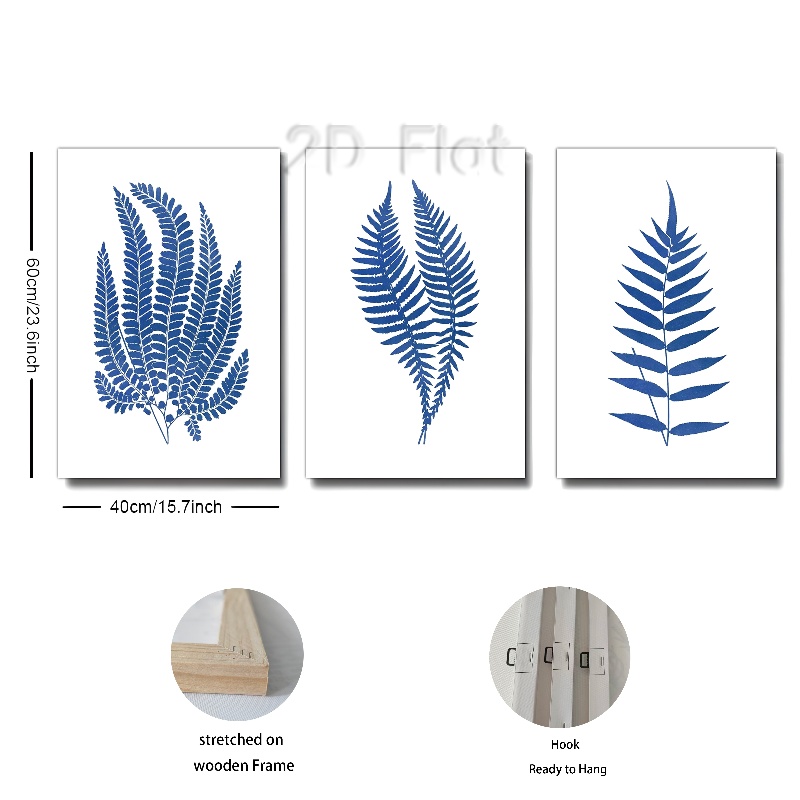 2D Flat
60cm/23.6inch
40cm/15.7inch
stretched on
wooden Frame
Hook
Ready to Hang